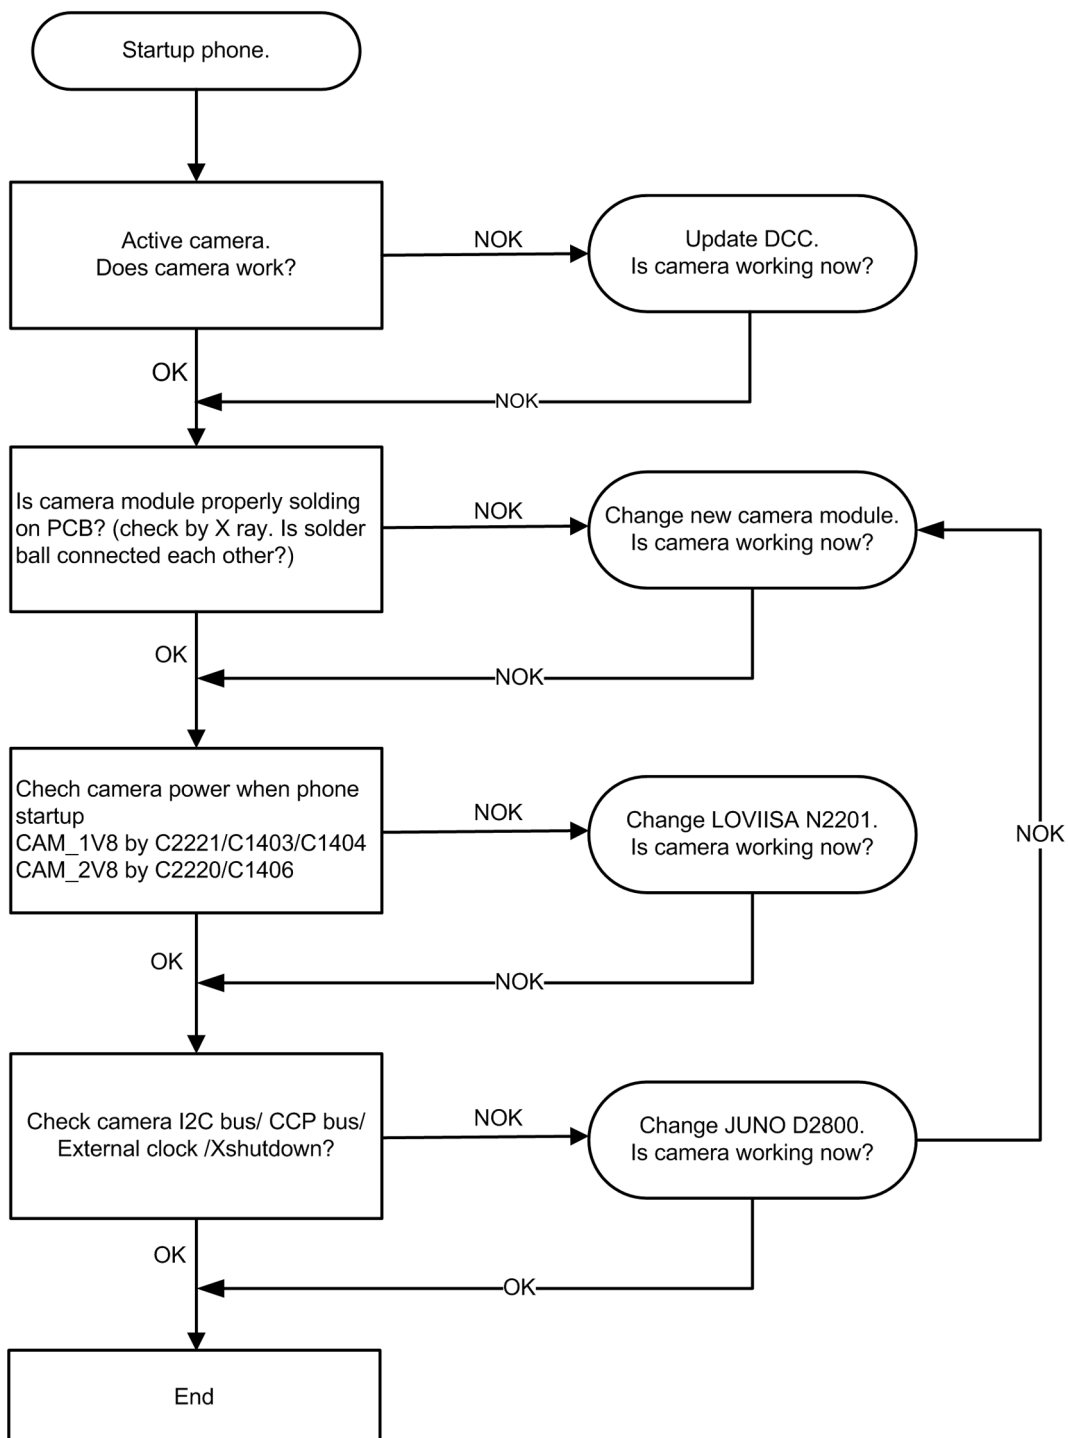 Startup phone.
Active camera.
Does camera work?
NOK
Update DCC.
Is camera working now?
OK
NOK
Is camera module properly solding
on PCB? (check by X ray. Is solder
ball connected each other?)
NOK
Change new camera module.
Is camera working now?
OK
NOK
Chech camera power when phone
startup
CAM_1V8 by C2221/C1403/C1404
CAM_2V8 by C2220/C1406
NOK
Change LOVIISA N2201.
Is camera working now?
NOK
OK
NOK
Check camera I2C bus/ CCP bus/
External clock /Xshutdown?
NOK
Change JUNO D2800.
Is camera working now?
OK
OK
End